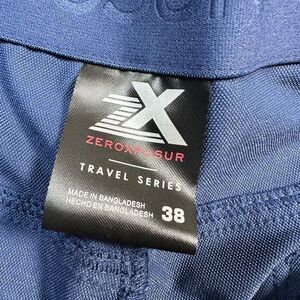 ZX
ZEROXPOSUR
TRAVEL SERIES
MADE IN BANGLADESH
HECHO EN BANGLADESH
38